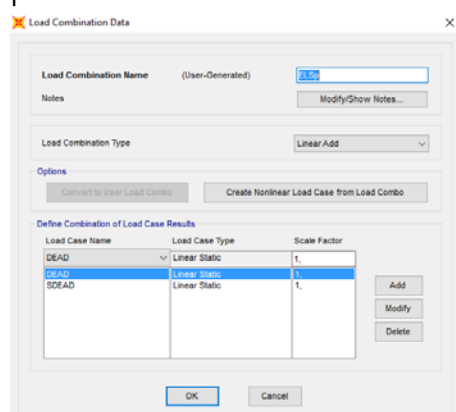 Load Combination Data
Load Combination Name (User-Generated) ELSp
Notes Modify/Show Notes...
Load Combination Type Linear Add
Options
Convert to User Load Combo Create Nonlinear Load Case from Load Combo
Define Combination of Load Case Results
Load Case Name Load Case Type Scale Factor
DEAD Linear Static 1,
DEAD Linear Static 1,
SDEAD Linear Static 1,
Add
Modify
Delete
OK Cancel